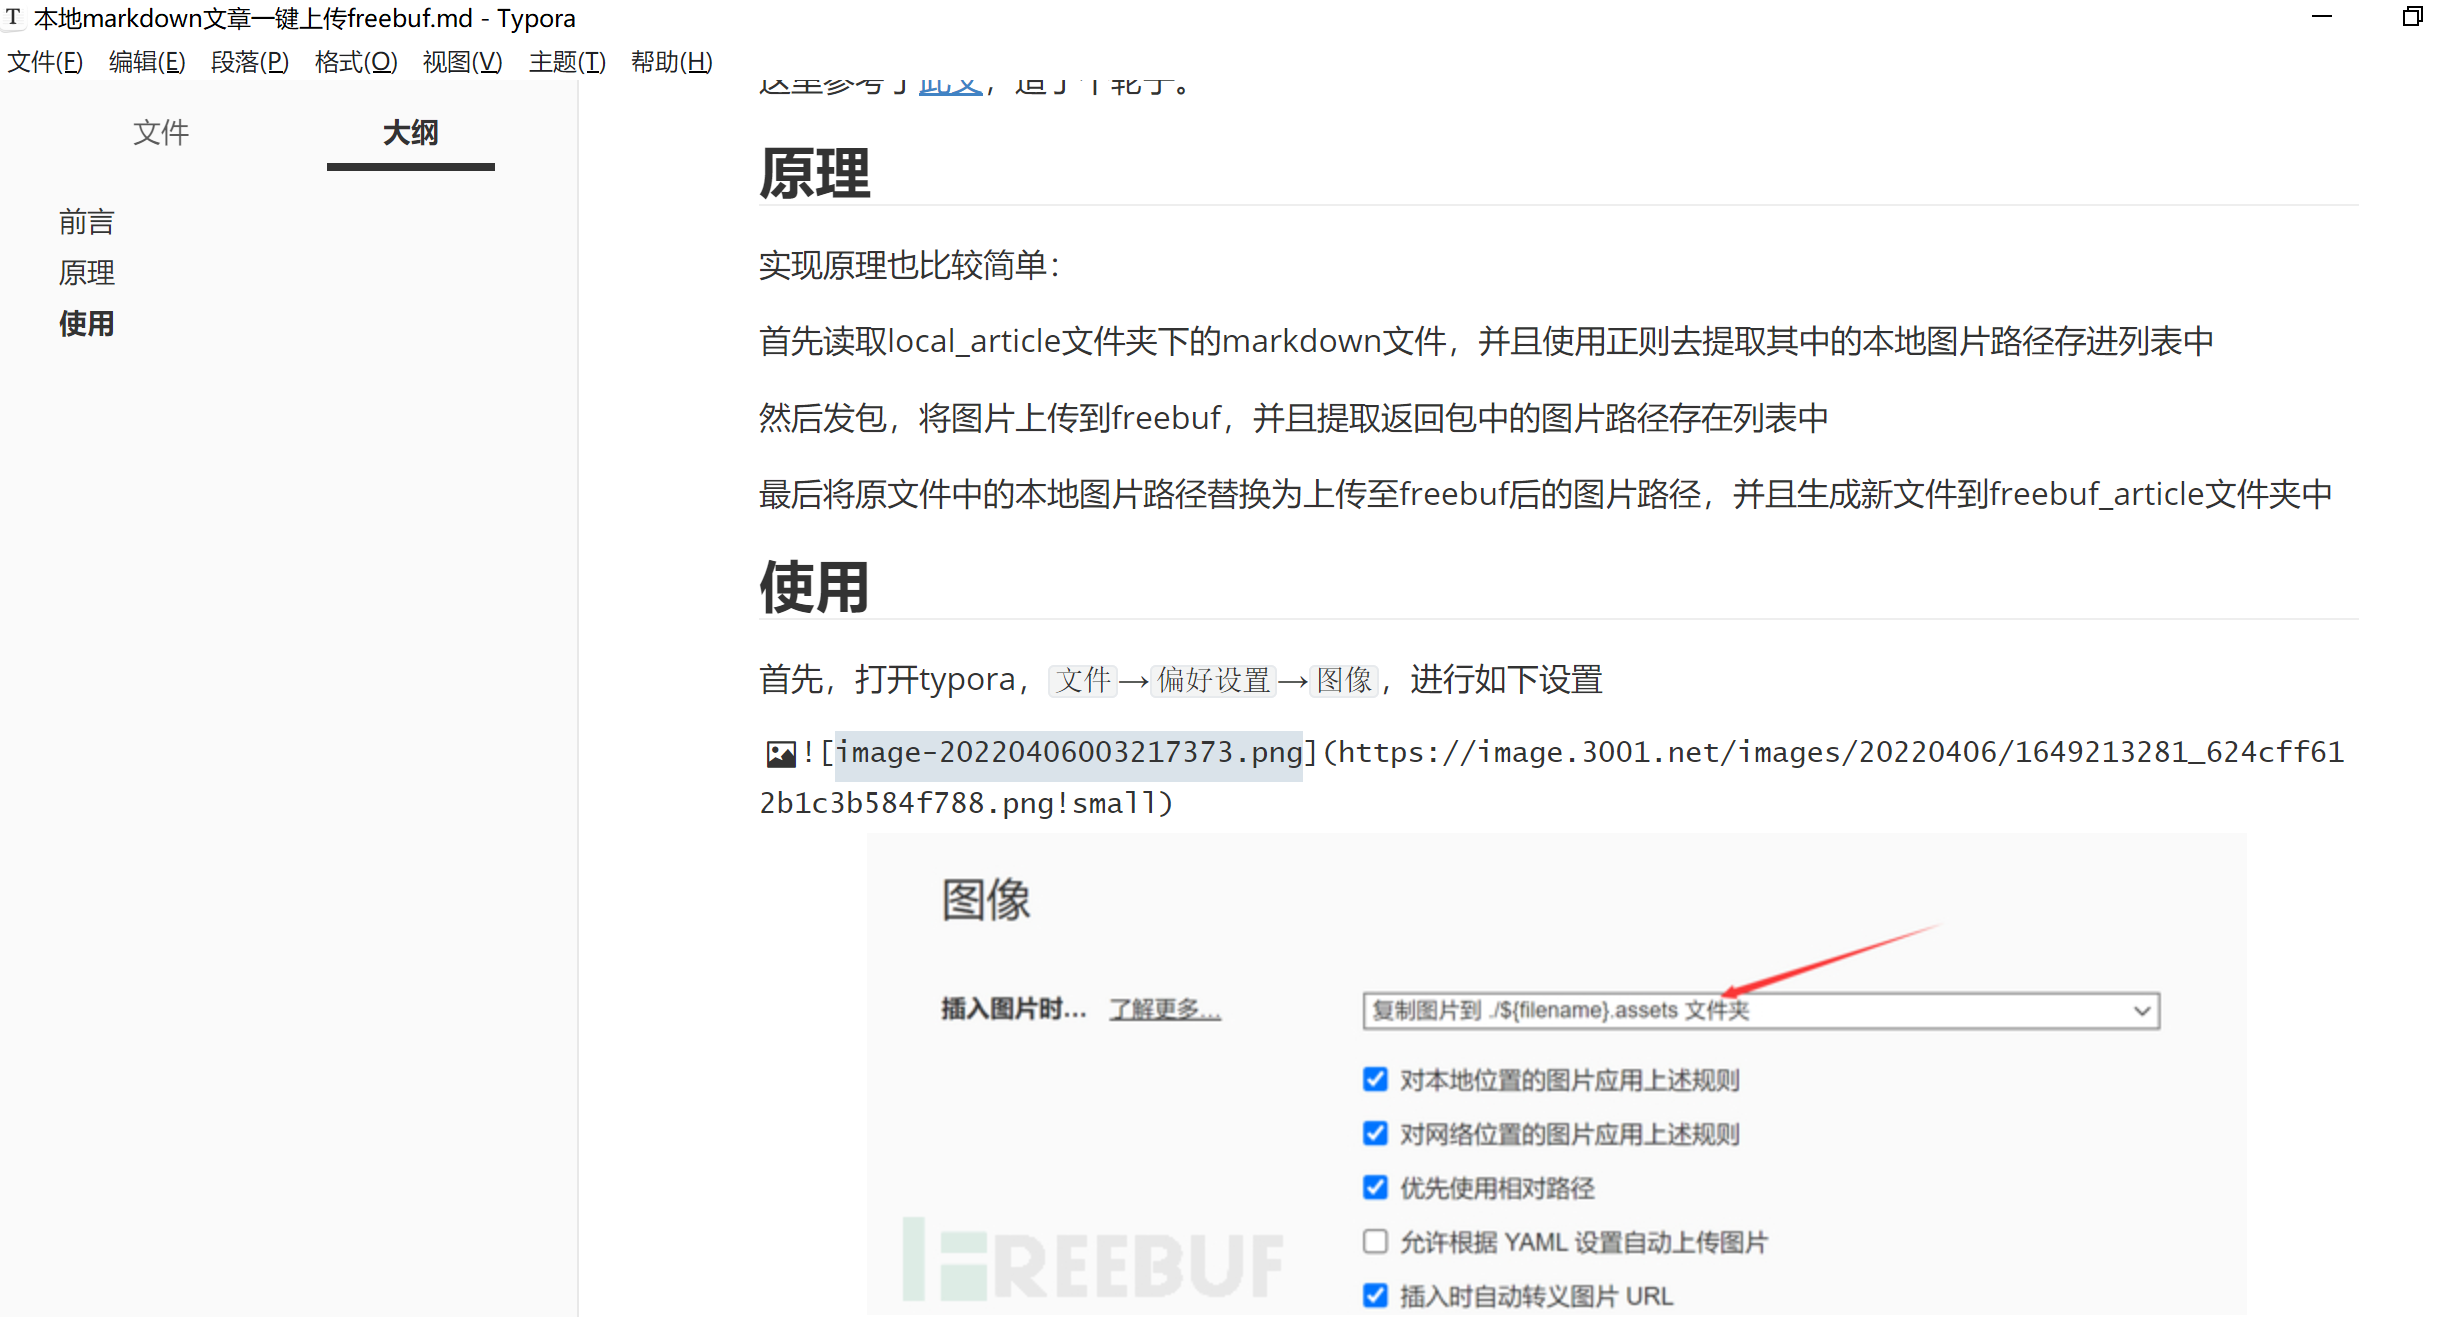 本地markdown文章一键上传freebuf.md - Typora
文件(F) 编辑(E) 段落(P) 格式(O) 视图(V) 主题(T) 帮助(H)
文件 大纲
前言
原理
使用
这里参考了此文，造了个轮子。
原理
实现原理也比较简单：
首先读取local_article文件夹下的markdown文件，并且使用正则去提取其中的本地图片路径存进列表中
然后发包，将图片上传到freebuf，并且提取返回包中的图片路径存在列表中
最后将原文件中的本地图片路径替换为上传至freebuf后的图片路径，并且生成新文件到freebuf_article文件夹中
使用
首先，打开typora，文件→偏好设置→图像，进行如下设置
![image-20220406003217373.png](https://image.3001.net/images/20220406/1649213281_624cff61
2b1c3b584f788.png!small)
图像
插入图片时... 了解更多... 复制图片到 ./${filename}.assets 文件夹
对本地位置的图片应用上述规则
对网络位置的图片应用上述规则
优先使用相对路径
允许根据 YAML 设置自动上传图片
插入时自动转义图片 URL
FREEBUF